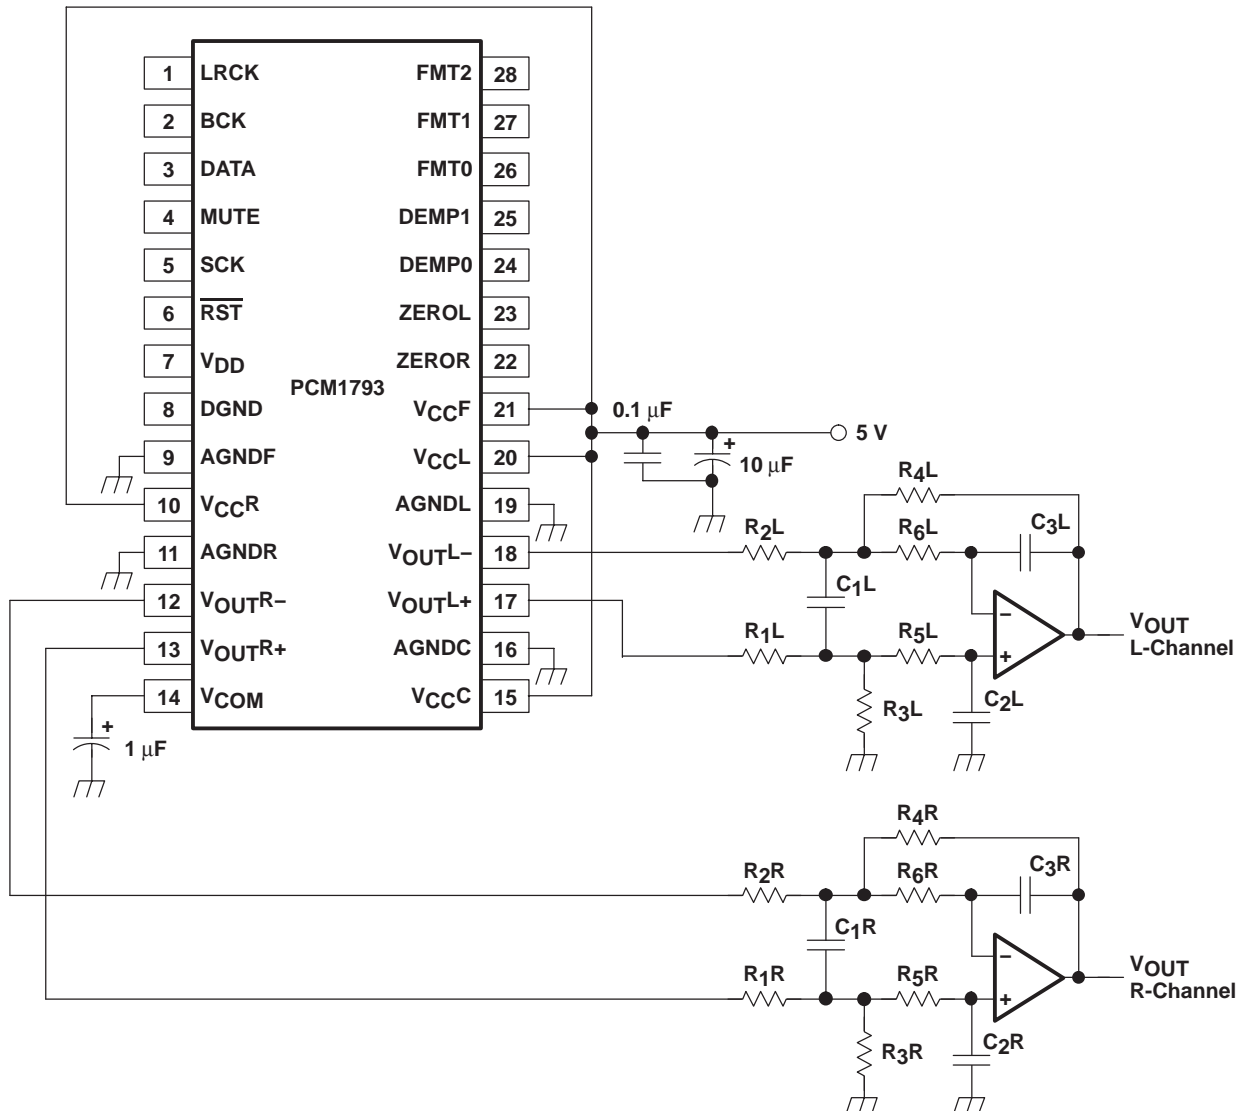 1 LRCK FMT2 28
2 BCK FMT1 27
3 DATA FMT0 26
4 MUTE DEMP1 25
5 SCK DEMP0 24
6 RST ZEROL 23
7 VDD ZEROR 22
PCM1793
8 DGND VCCF 21
0.1 μF
5 V
9 AGNDF VCCL 20
+
10 μF
10 VCCR AGNDL 19
11 AGNDR VOUTL– 18
12 VOUTR– VOUTL+ 17
13 VOUTR+ AGNDC 16
14 VCOM VCCC 15
+
1 μF
R4L
R2L
R6L
C3L
C1L
–
R1L
R5L
+
VOUT
L-Channel
R3L
C2L
R4R
R2R
R6R
C3R
C1R
–
R1R
R5R
+
VOUT
R-Channel
R3R
C2R